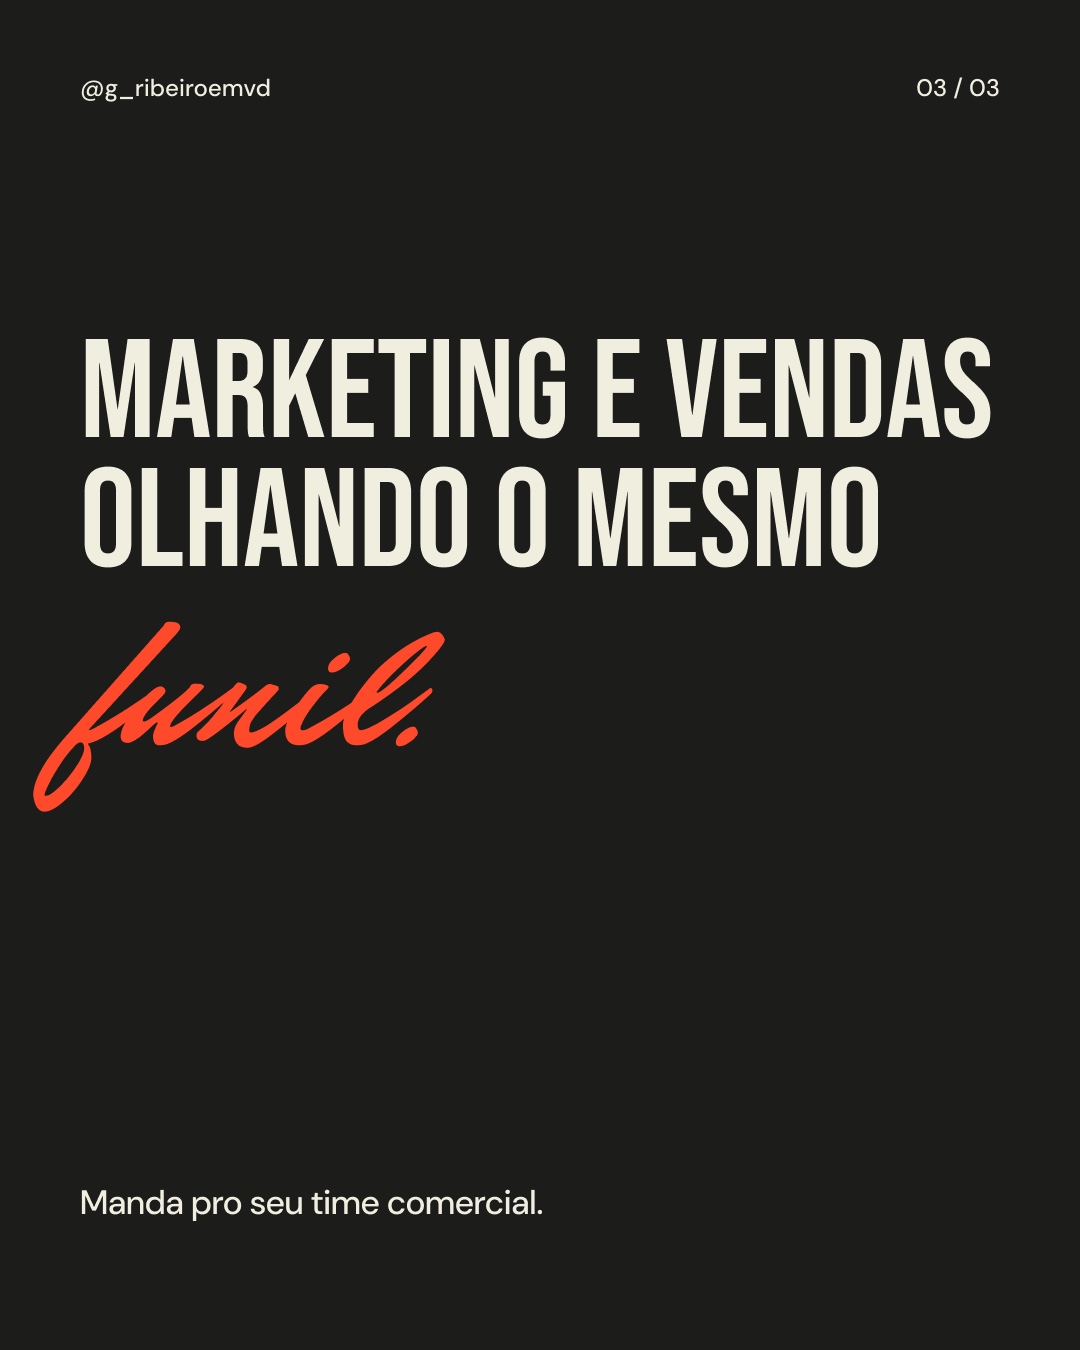 @g_ribeiroemvd
03 / 03
MARKETING E VENDAS
OLHANDO O MESMO
funil.
Manda pro seu time comercial.